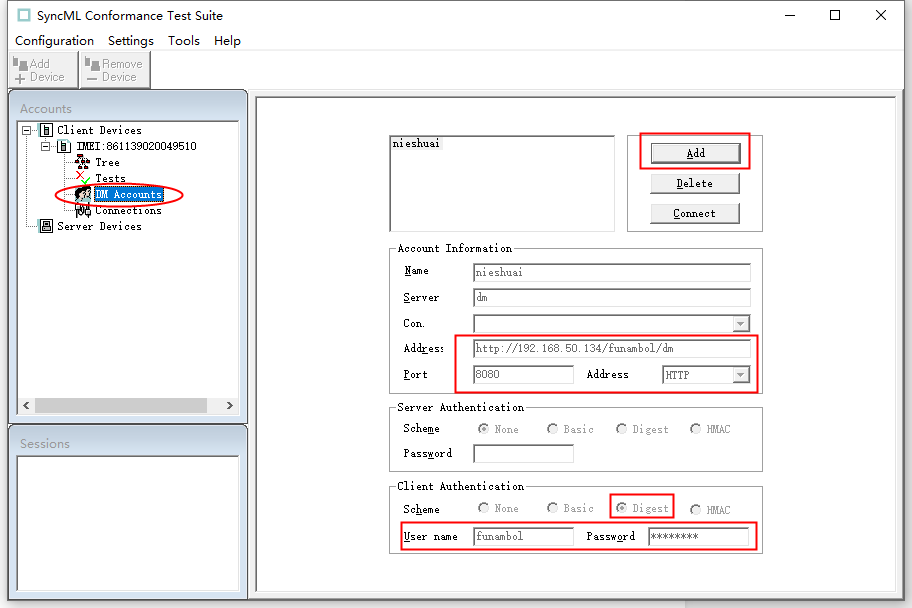 SyncML Conformance Test Suite
Configuration Settings Tools Help
Add Device
Remove Device
Accounts
Client Devices
IMEI:861139020049510
Tree
Tests
DM Accounts
Connections
Server Devices
Sessions
nieshuai
Add
Delete
Connect
Account Information
Name nieshuai
Server dm
Con.
Address http://192.168.50.134/funambol/dm
Port 8080 Address HTTP
Server Authentication
Scheme None Basic Digest HMAC
Password
Client Authentication
Scheme None Basic Digest HMAC
User name funambol Password ********